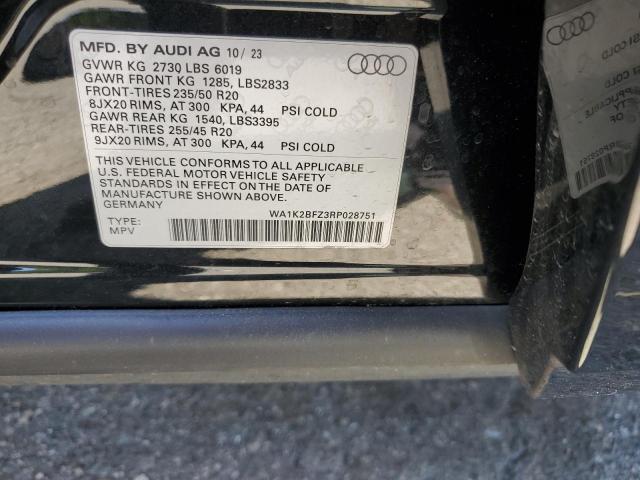 MFD. BY AUDI AG 10/ 23
GVWR KG 2730 LBS 6019
GAWR FRONT KG 1285, LBS2833
FRONT-TIRES 235/50 R20
8JX20 RIMS, AT 300 KPA, 44 PSI COLD
GAWR REAR KG 1540, LBS3395
REAR-TIRES 255/45 R20
9JX20 RIMS, AT 300 KPA, 44 PSI COLD
THIS VEHICLE CONFORMS TO ALL APPLICABLE
U.S. FEDERAL MOTOR VEHICLE SAFETY
STANDARDS IN EFFECT ON THE DATE OF
MANUFACTURE SHOWN ABOVE.
GERMANY
WA1K2BFZ3RP028751
TYPE:
MPV
COLD
COLD
OF